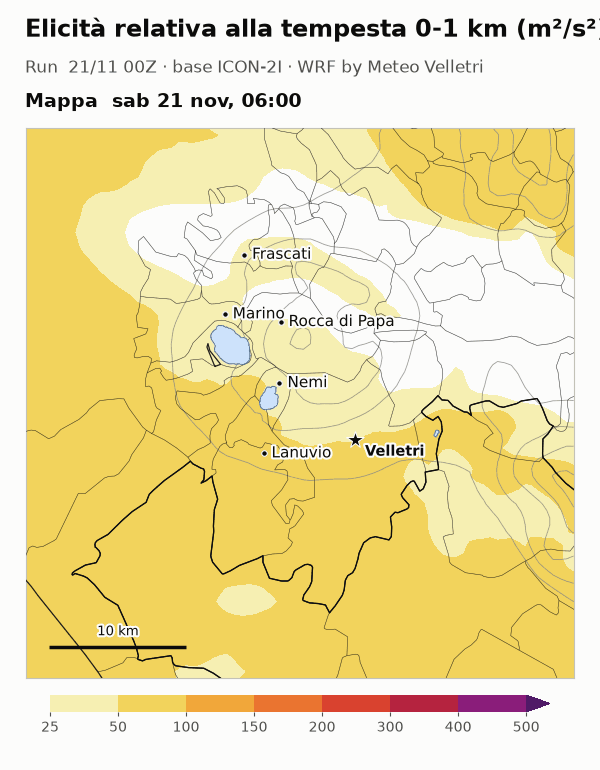 Elicità relativa alla tempesta 0-1 km (m²/s²)
Run 21/11 00Z · base ICON-2I · WRF by Meteo Velletri
Mappa sab 21 nov, 06:00
Frascati
Marino
Rocca di Papa
Nemi
Velletri
Lanuvio
10 km
25 50 100 150 200 300 400 500